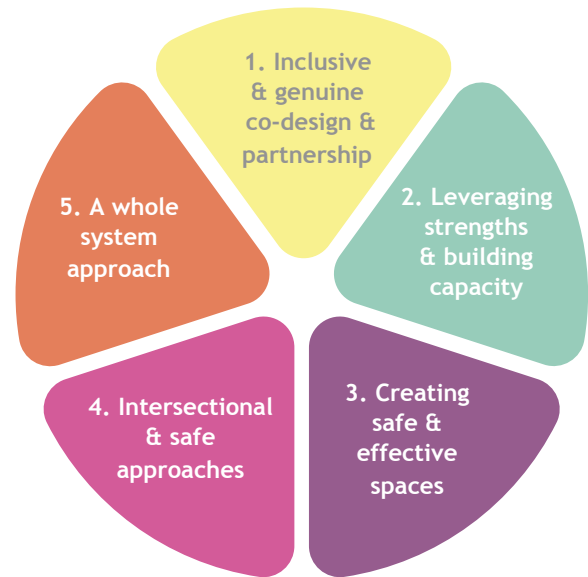 1. Inclusive
& genuine
co-design &
partnership
2. Leveraging
strengths
& building
capacity
3. Creating
safe &
effective
spaces
4. Intersectional
& safe
approaches
5. A whole
system
approach